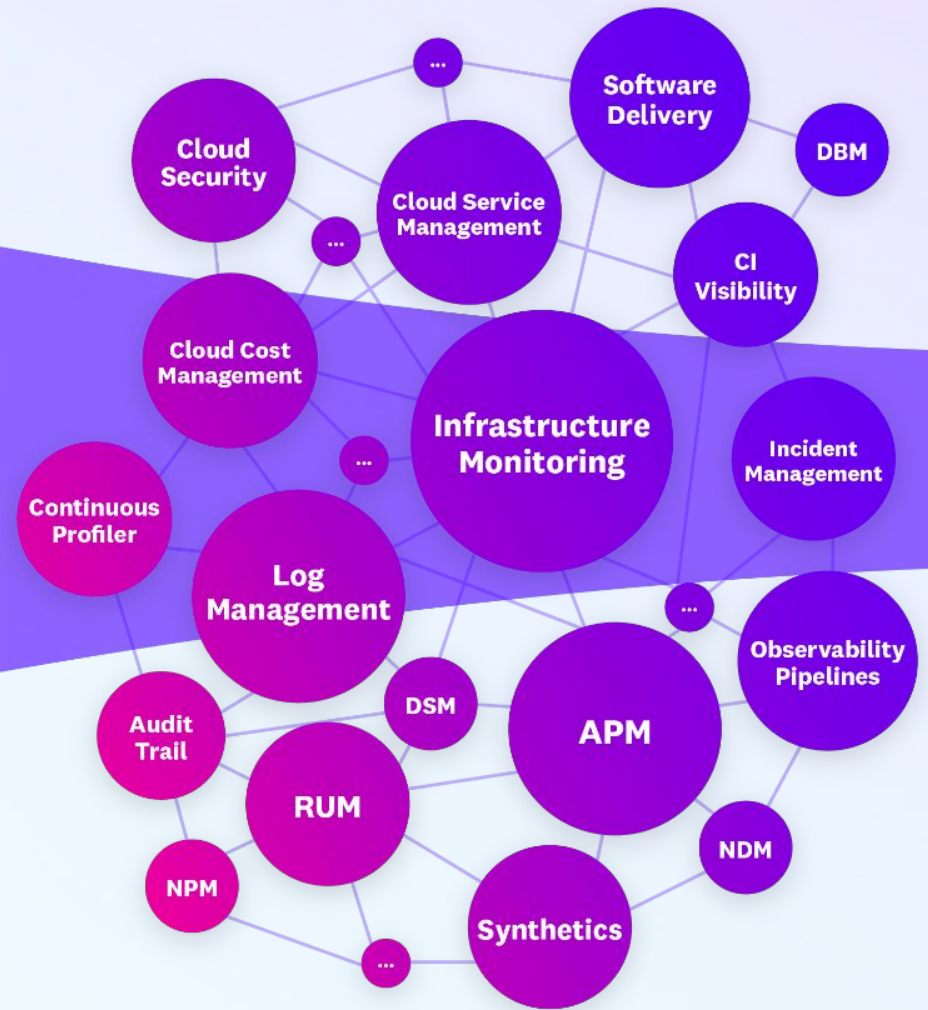 ...
Software
Delivery
Cloud
Security
DBM
Cloud Service
Management
...
CI
Visibility
Cloud Cost
Management
Infrastructure
Monitoring
...
Incident
Management
Continuous
Profiler
Log
Management
...
Observability
Pipelines
DSM
Audit
Trail
APM
RUM
NDM
NPM
Synthetics
...